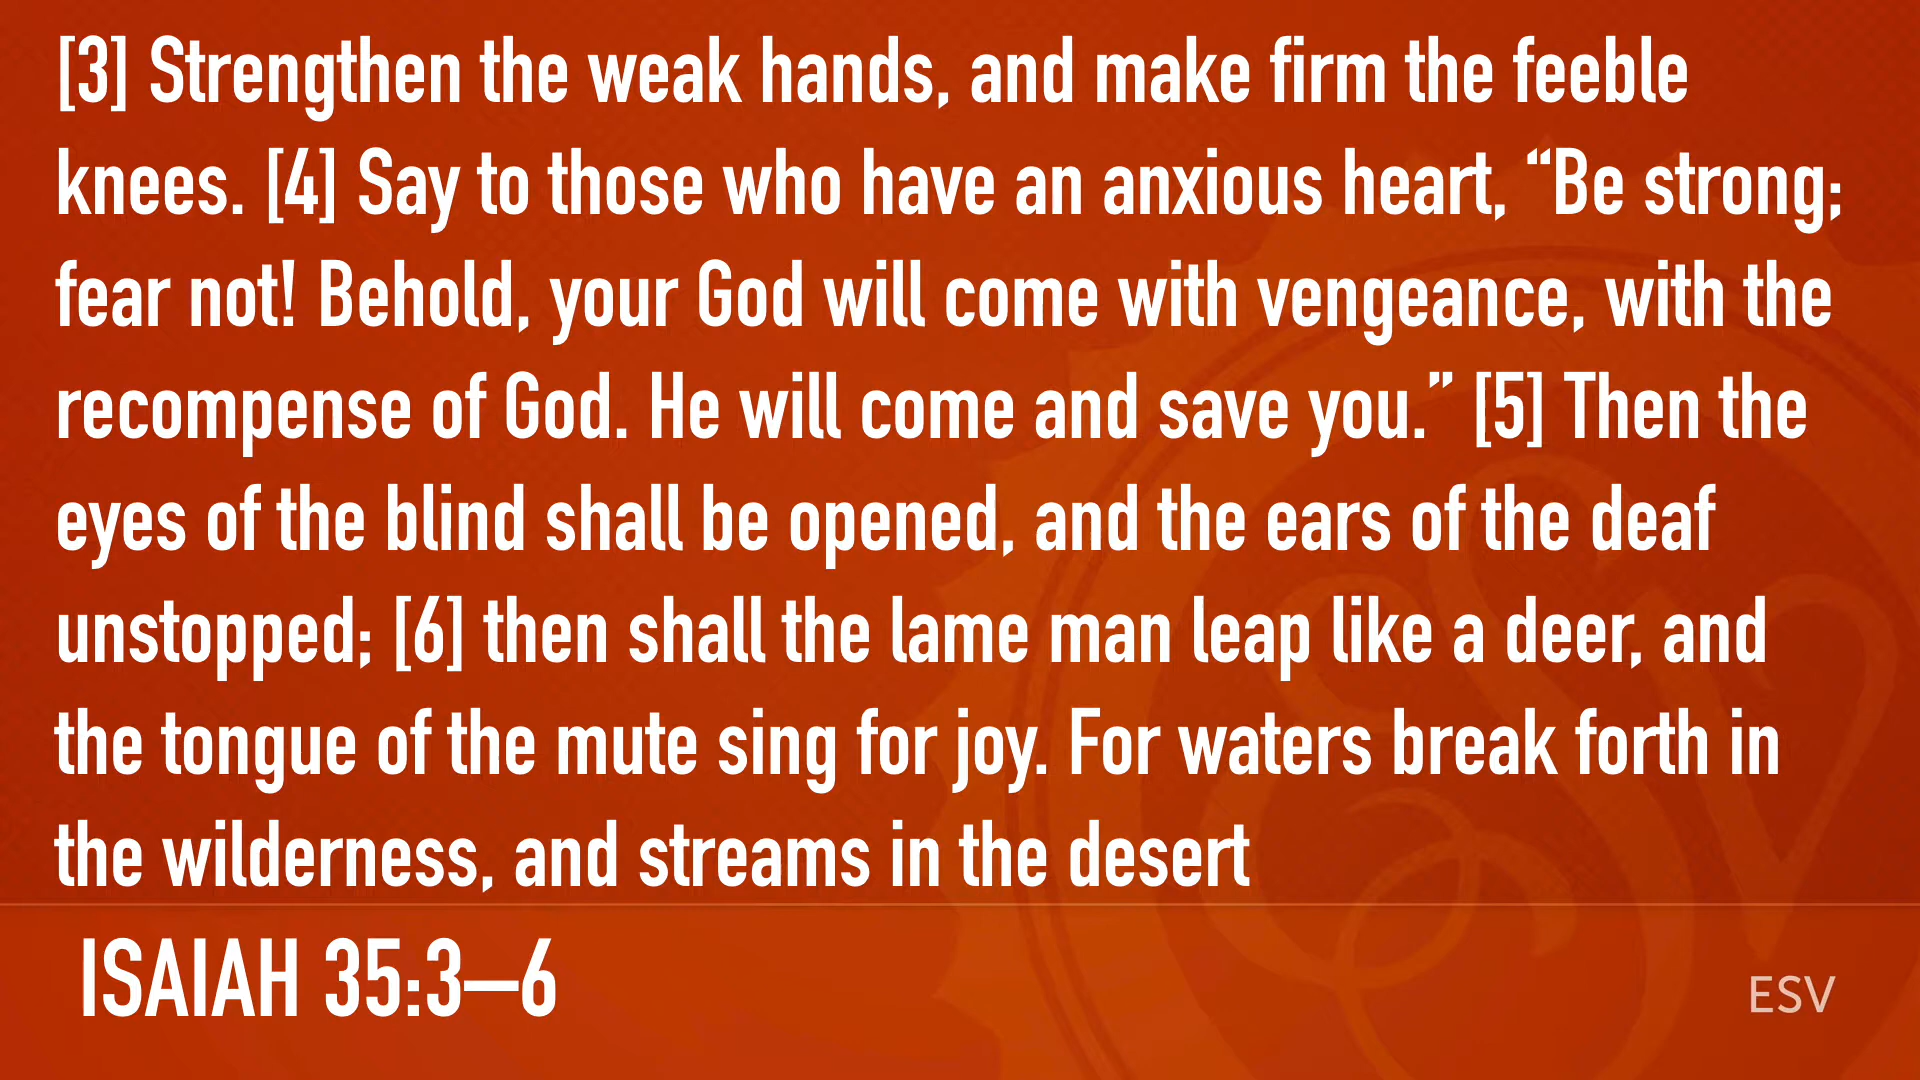 [3] Strengthen the weak hands, and make firm the feeble
knees. [4] Say to those who have an anxious heart, “Be strong;
fear not! Behold, your God will come with vengeance, with the
recompense of God. He will come and save you.” [5] Then the
eyes of the blind shall be opened, and the ears of the deaf
unstopped; [6] then shall the lame man leap like a deer, and
the tongue of the mute sing for joy. For waters break forth in
the wilderness, and streams in the desert
ISAIAH 35:3–6
ESV